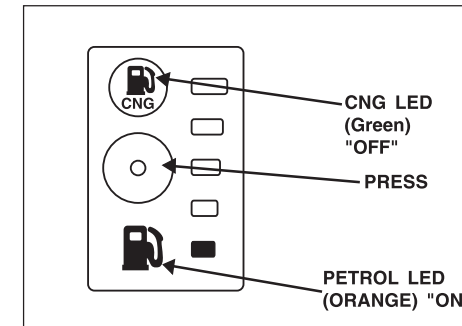 CNG
CNG LED
(Green)
"OFF"
PRESS
PETROL LED
(ORANGE) "ON